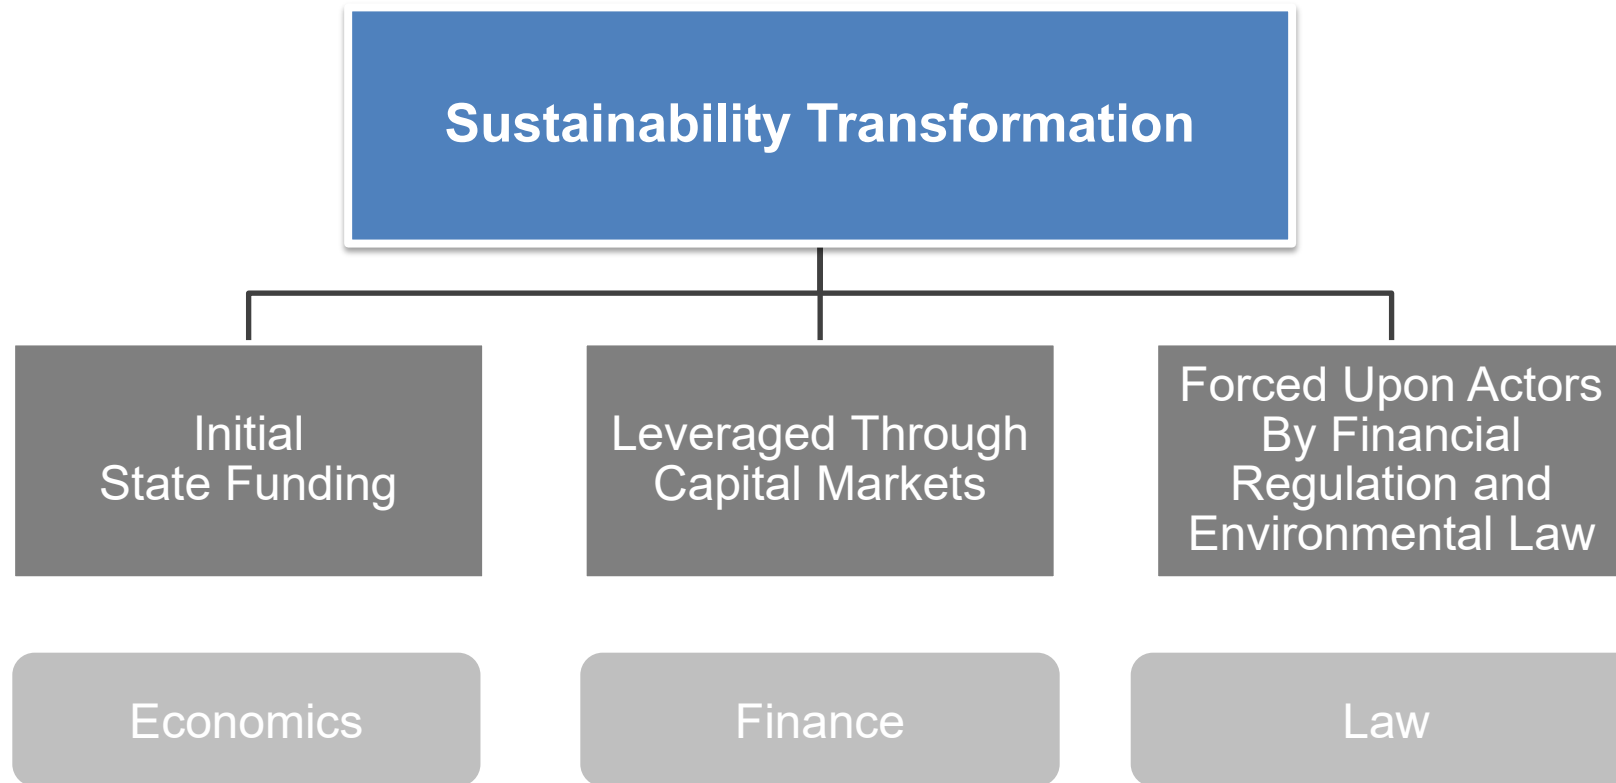 Sustainability Transformation
Initial
State Funding
Leveraged Through
Capital Markets
Forced Upon Actors
By Financial
Regulation and
Environmental Law
Economics
Finance
Law